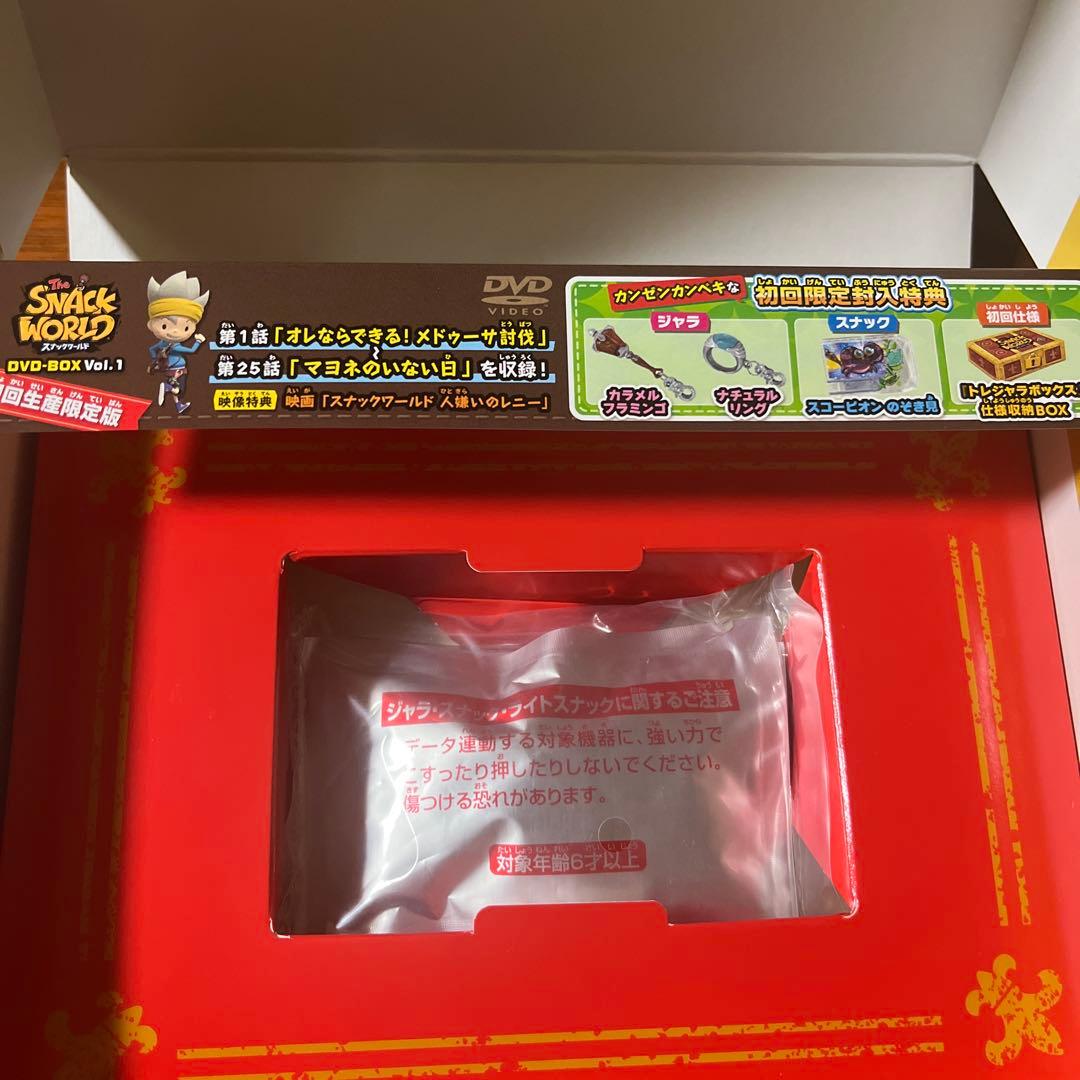 The
SNACK
WORLD
スナックワールド
DVD-BOX Vol.1
初回生産限定版
第1話「オレならできる!メドゥーサ討伐」
〜
第25話「マヨネのいない日」を収録!
映像特典 映画「スナックワールド 人嫌いのレニー」
DVD
VIDEO
カンゼンカンペキな 初回限定封入特典
ジャラ
カラメル
フラミンゴ
ナチュラル
リング
スナック
スコーピオン のぞき見
初回仕様
「トレジャラボックス」
仕様収納BOX
ジャラ・スナック・ライトスナックに関するご注意
データ連動する対象機器に、強い力で
こすったり押したりしないでください。
傷つける恐れがあります。
対象年齢6才以上